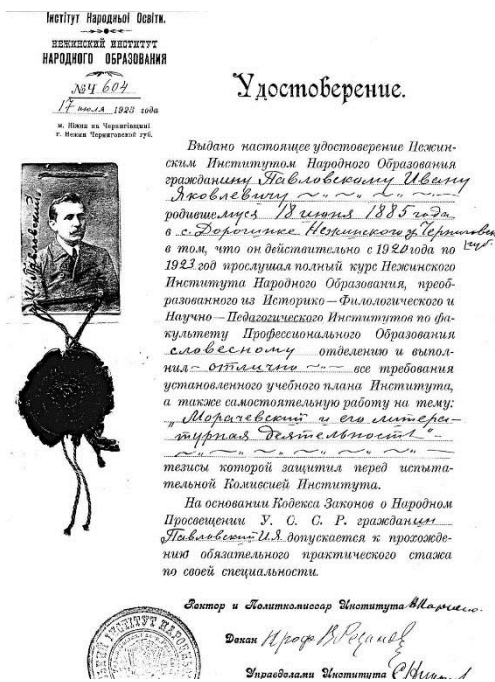 Інститут Народньої Освіти.
НЕЖИНСКИЙ ИНСТИТУТ
НАРОДНОГО ОБРАЗОВАНИЯ
№Ч 604
17 июля 1923 года
м. Ніжин на Чернигівщині
г. Нежин Черниговской губ.
Удостоверение.
Выдано настоящее удостоверение Нежин-
ским Институтом Народного Образования
гражданину Павловскому Ивану
Яковлевичу
родившемуся 18 июня 1885 года
в с. Дорогинке Нежинского у. Черниговск.
губ.
в том, что он действительно с 1920 года по
1923 год прослушал полный курс Нежинского
Института Народного Образования, преоб-
разованного из Историко—Филологического и
Научно—Педагогического Институтов по фа-
культету Профессионального Образования
словесному отделению и выпол-
нил отлично все требования
установленного учебного плана Института,
а также самостоятельную работу на тему:
„Морачевский и его литера-
турная деятельность"
тезисы которой защитил перед испыта-
тельной Комиссией Института.
На основании Кодекса Законов о Народном
Просвещении У. С. С. Р. гражданин
Павловский И.Я. допускается к прохожде-
нию обязательного практического стажа
по своей специальности.
Ректор и Политкомиссар Института
Декан Проф. В. Резанов
Управделами Института